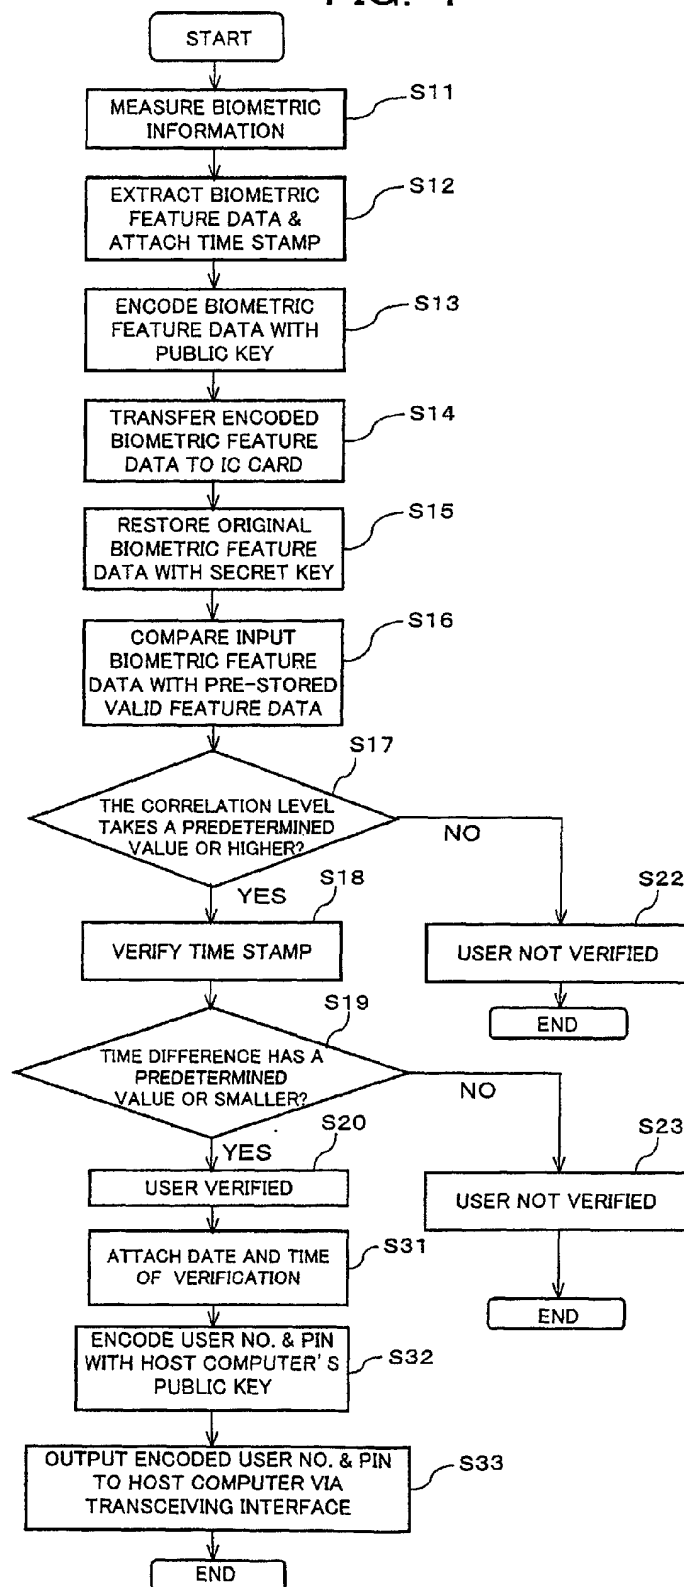 START
S11
MEASURE BIOMETRIC
INFORMATION
S12
EXTRACT BIOMETRIC
FEATURE DATA &
ATTACH TIME STAMP
S13
ENCODE BIOMETRIC
FEATURE DATA WITH
PUBLIC KEY
S14
TRANSFER ENCODED
BIOMETRIC FEATURE
DATA TO IC CARD
S15
RESTORE ORIGINAL
BIOMETRIC FEATURE
DATA WITH SECRET KEY
S16
COMPARE INPUT
BIOMETRIC FEATURE
DATA WITH PRE-STORED
VALID FEATURE DATA
S17
THE CORRELATION LEVEL
TAKES A PREDETERMINED
VALUE OR HIGHER?
NO
YES
S18
VERIFY TIME STAMP
S22
USER NOT VERIFIED
END
S19
TIME DIFFERENCE HAS A
PREDETERMINED
VALUE OR SMALLER?
NO
YES
S20
USER VERIFIED
S23
USER NOT VERIFIED
END
S31
ATTACH DATE AND TIME
OF VERIFICATION
S32
ENCODE USER NO. & PIN
WITH HOST COMPUTER'S
PUBLIC KEY
S33
OUTPUT ENCODED USER NO. & PIN
TO HOST COMPUTER VIA
TRANSCEIVING INTERFACE
END